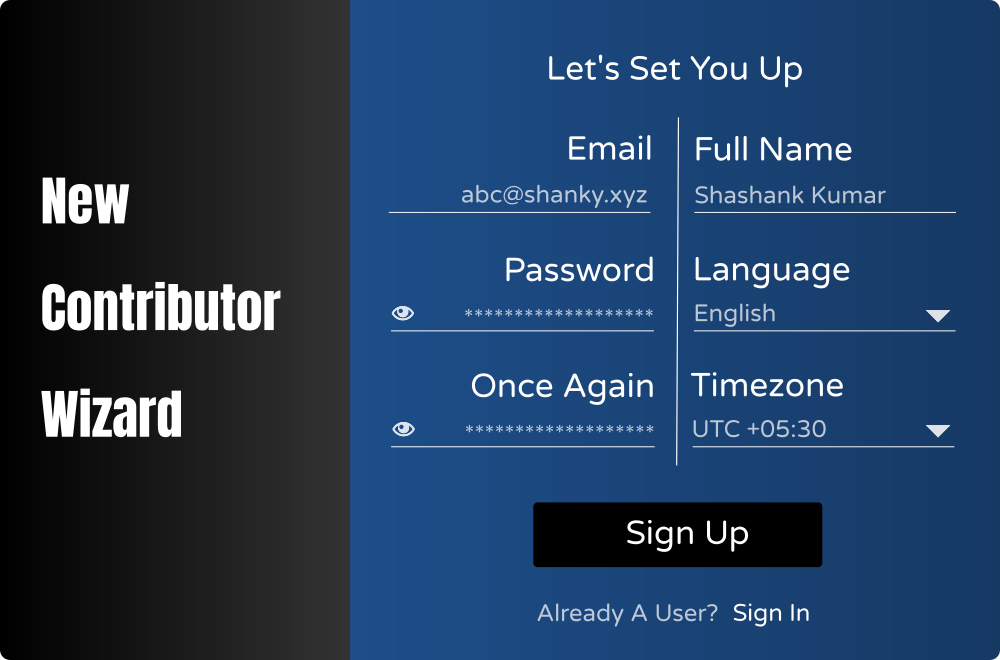 New
Contributor
Wizard
Let's Set You Up
Email
abc@shanky.xyz
Password
*******************
Once Again
*******************
Full Name
Shashank Kumar
Language
English
Timezone
UTC +05:30
Sign Up
Already A User? Sign In